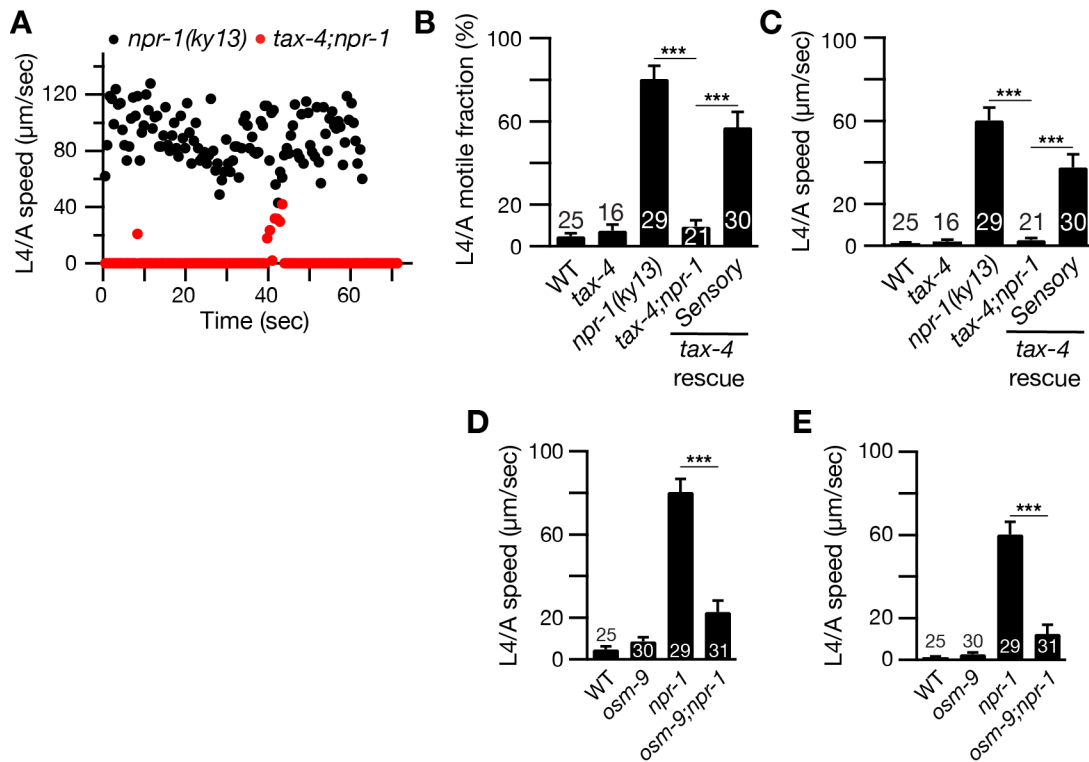 A
npr-1(ky13) tax-4;npr-1
L4/A speed (μm/sec)
120
80
40
0
0 20 40 60
Time (sec)
B
L4/A motile fraction (%)
100
60
20
0
***
***
25 16 29 21 30
WT tax-4 npr-1(ky13) tax-4;npr-1 Sensory
tax-4
rescue
C
L4/A speed (μm/sec)
100
60
20
0
***
***
25 16 29 21 30
WT tax-4 npr-1(ky13) tax-4;npr-1 Sensory
tax-4
rescue
D
L4/A speed (μm/sec)
100
60
20
0
***
25 30 29 31
WT osm-9 npr-1 osm-9;npr-1
E
L4/A speed (μm/sec)
100
60
20
0
***
25 30 29 31
WT osm-9 npr-1 osm-9;npr-1